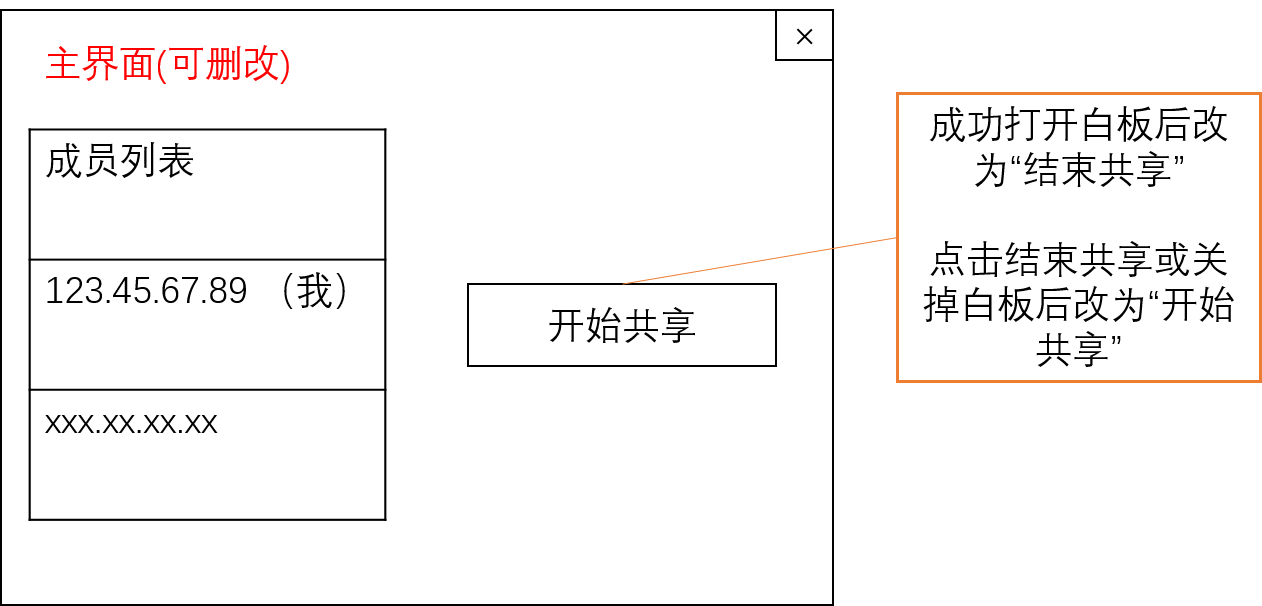 ×
主界面(可删改)
成员列表
123.45.67.89 （我）
xxx.xx.xx.xx
开始共享
成功打开白板后改
为“结束共享”
点击结束共享或关
掉白板后改为“开始
共享”